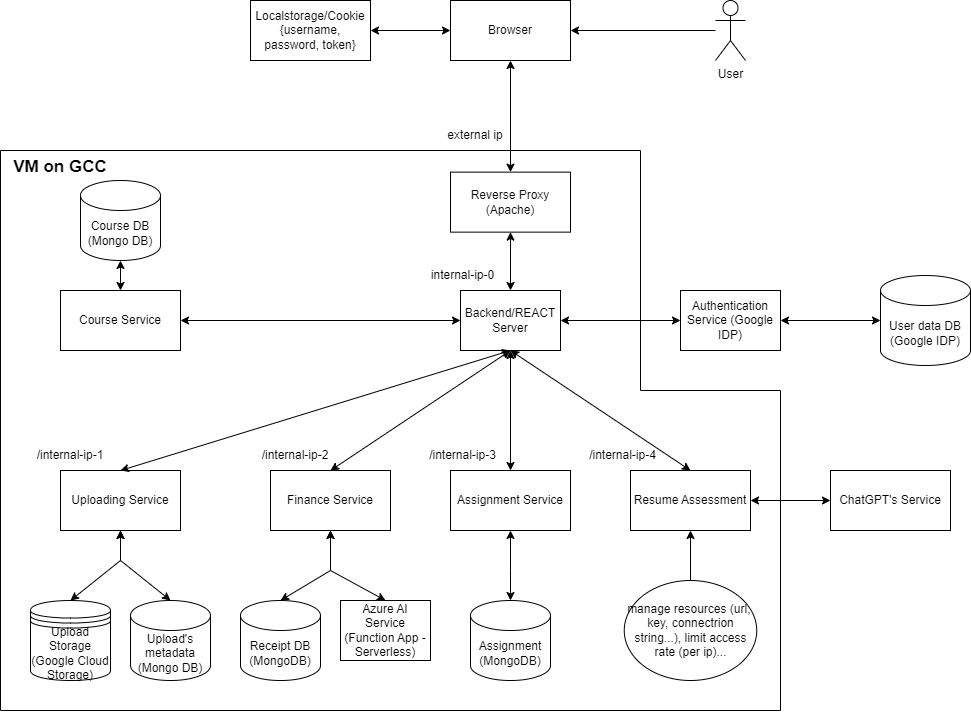 Localstorage/Cookie
{username,
password, token}
Browser
User
external ip
VM on GCC
Reverse Proxy
(Apache)
Course DB
(Mongo DB)
internal-ip-0
Course Service
Backend/REACT
Server
Authentication
Service (Google
IDP)
User data DB
(Google IDP)
/internal-ip-1
/internal-ip-2
/internal-ip-3
/internal-ip-4
Uploading Service
Finance Service
Assignment Service
Resume Assessment
ChatGPT's Service
Upload
Storage
(Google Cloud
Storage)
Upload's
metadata
(Mongo DB)
Receipt DB
(MongoDB)
Azure AI
Service
(Function App -
Serverless)
Assignment
(MongoDB)
manage resources (url,
key, connectrion
string...), limit access
rate (per ip)...